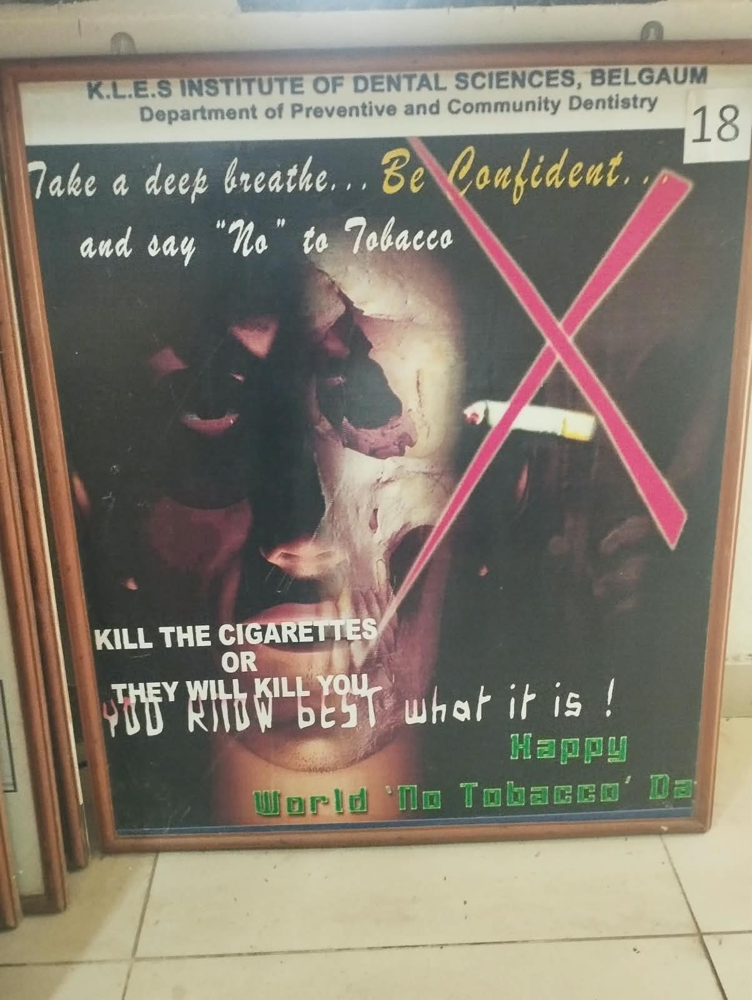 K.L.E.S INSTITUTE OF DENTAL SCIENCES, BELGAUM
Department of Preventive and Community Dentistry
18
Take a deep breathe... Be Confident...
and say "No" to Tobacco
KILL THE CIGARETTES
OR
THEY WILL KILL YOU
YOU KNOW bEST what it is !
Happy
World 'No Tobacco' Da